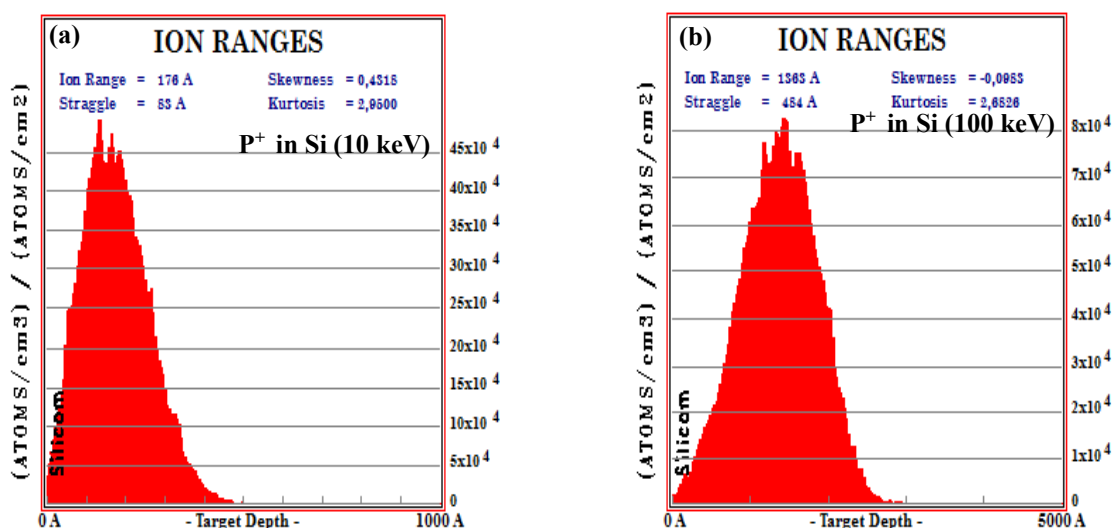 (a)
ION RANGES
Ion Range = 176 A Skewness = 0,4318
Straggle = 83 A Kurtosis = 2,9500
P+ in Si (10 keV)
(ATOMS/cm3) / (ATOMS/cm2)
45x10 4
40x10 4
35x10 4
30x10 4
25x10 4
20x10 4
15x10 4
10x10 4
5x10 4
0
Silicom
0 A - Target Depth - 1000 A
(b)
ION RANGES
Ion Range = 1363 A Skewness = -0,0983
Straggle = 484 A Kurtosis = 2,6826
P+ in Si (100 keV)
(ATOMS/cm3) / (ATOMS/cm2)
8x10 4
7x10 4
6x10 4
5x10 4
4x10 4
3x10 4
2x10 4
1x10 4
0
Silicom
0 A - Target Depth - 5000 A